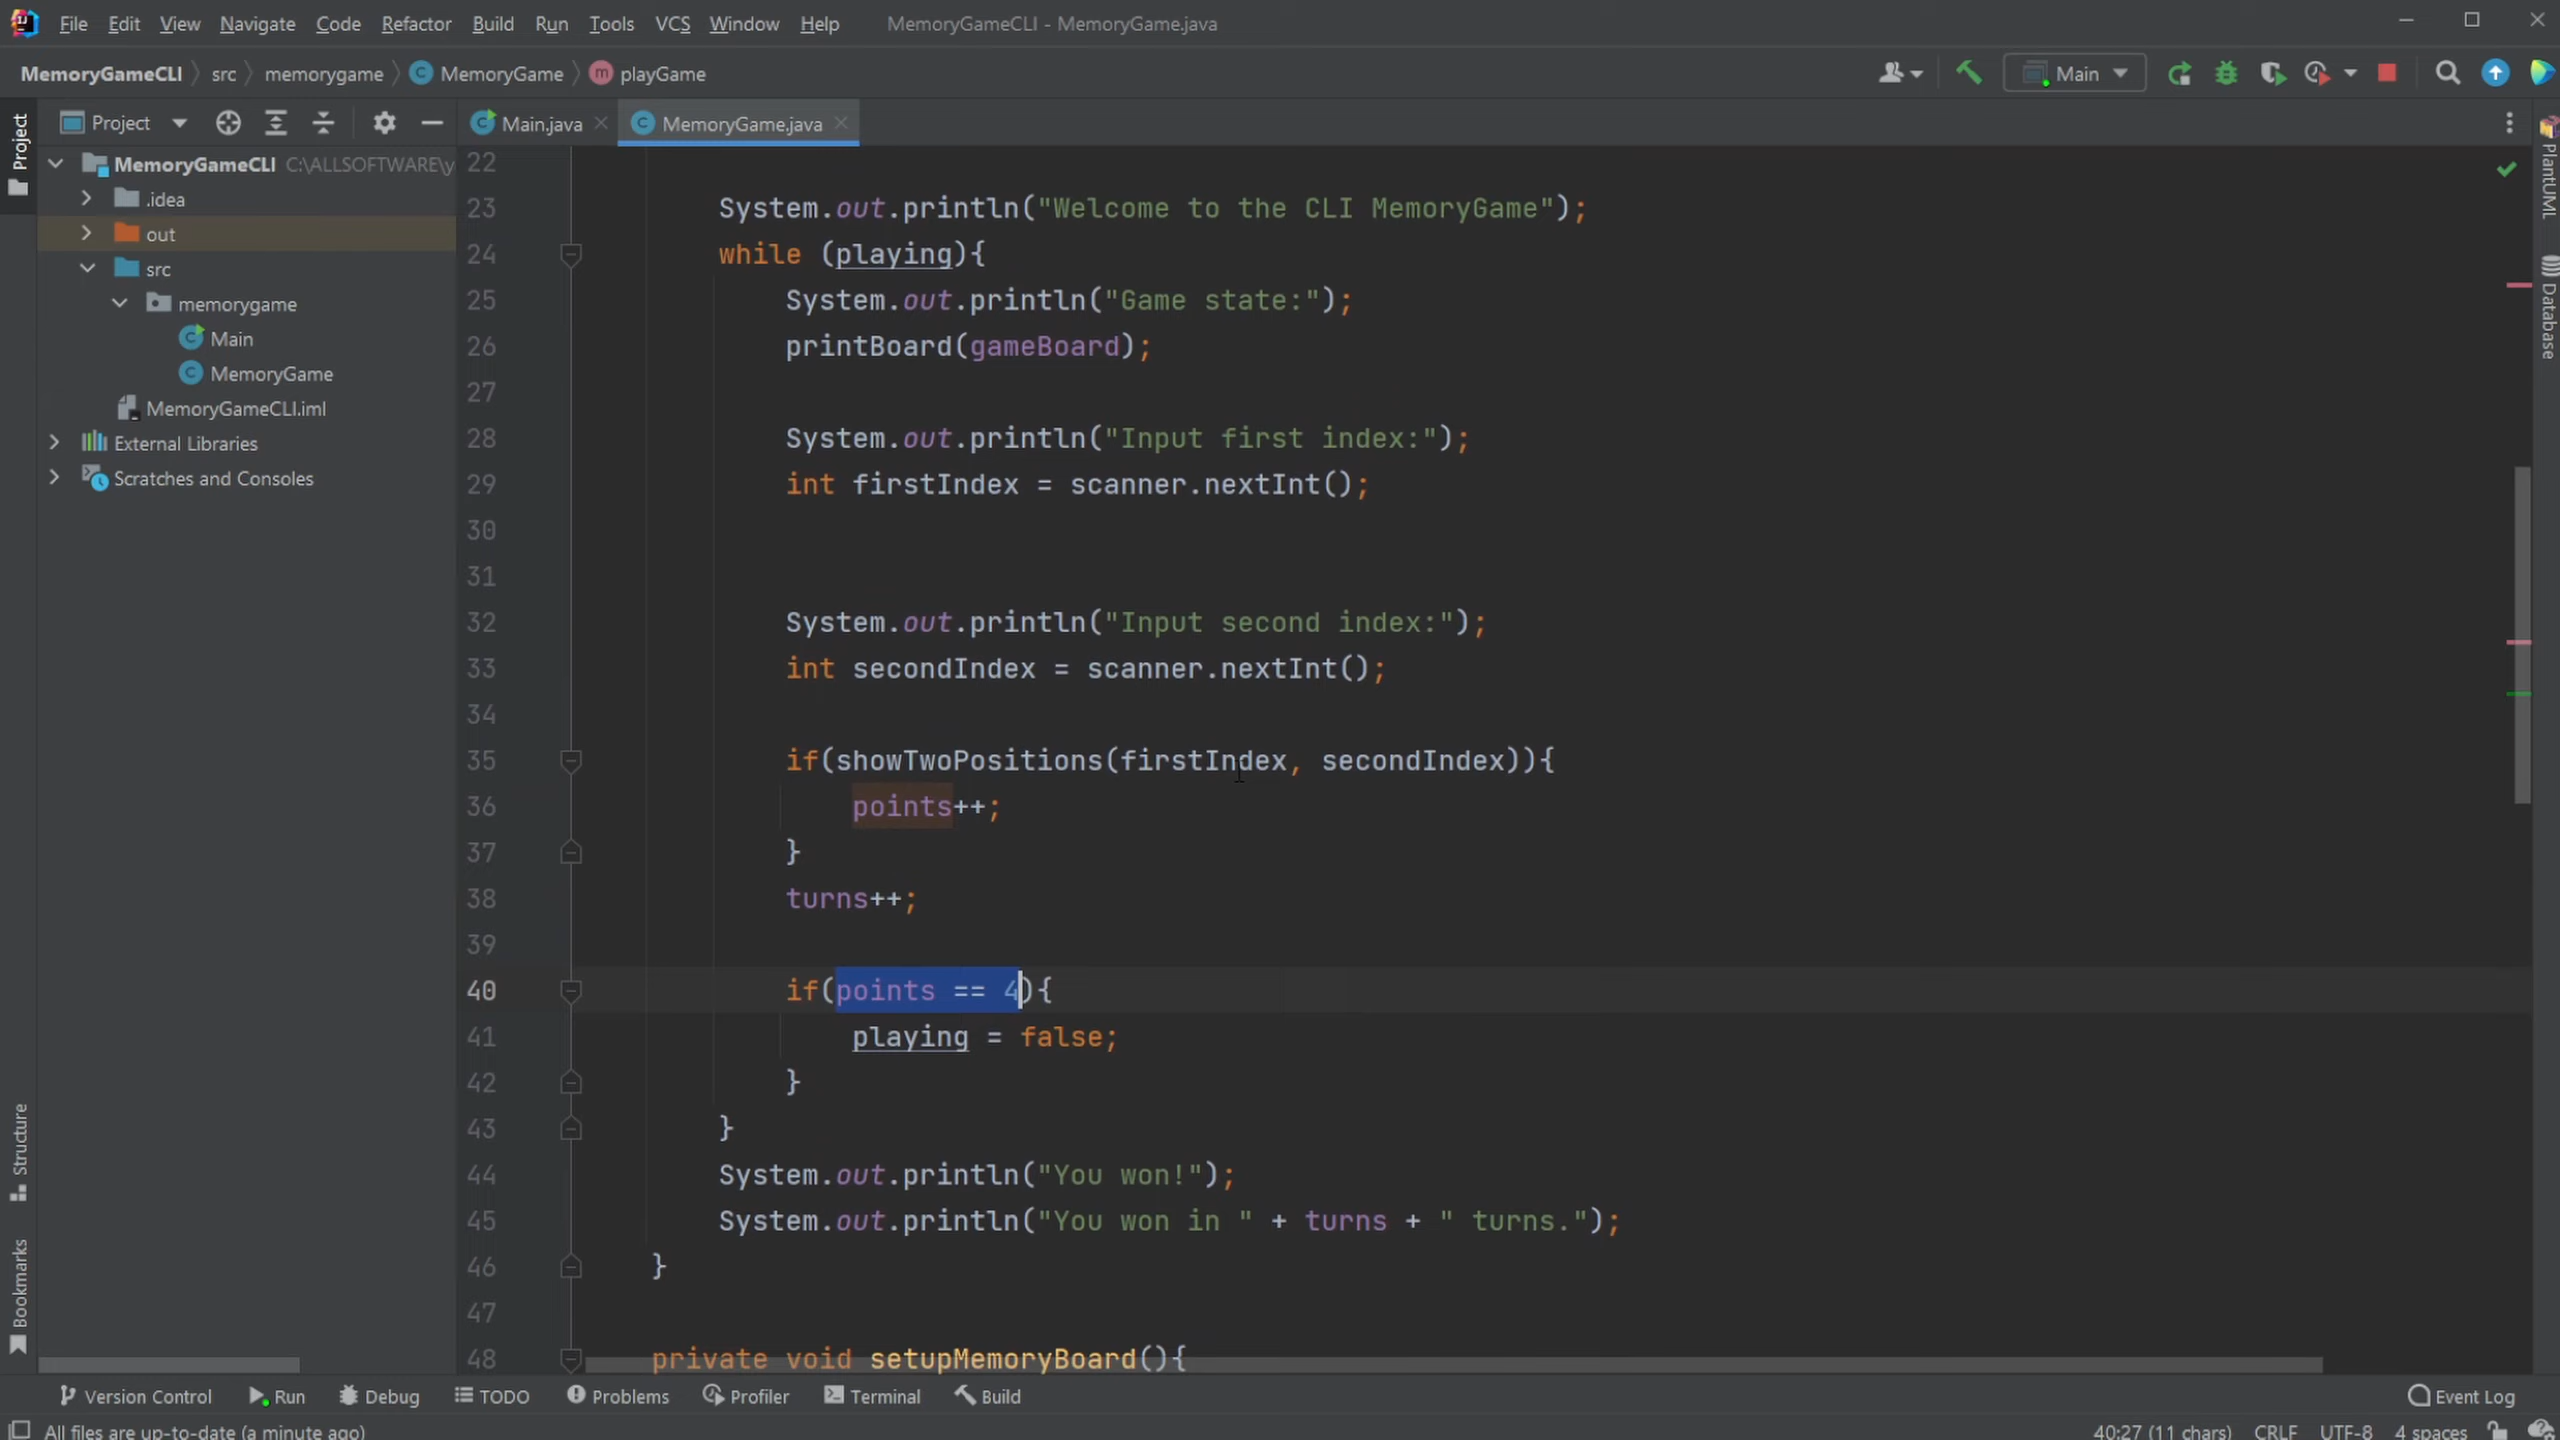 File Edit View Navigate Code Refactor Build Run Tools VCS Window Help MemoryGameCLI - MemoryGame.java
MemoryGameCLI src memorygame MemoryGame playGame Main
Project Main.java MemoryGame.java
Project
MemoryGameCLI C:\ALLSOFTWARE\y
.idea
out
src
memorygame
Main
MemoryGame
MemoryGameCLI.iml
External Libraries
Scratches and Consoles
Structure
Bookmarks
22
23 System.out.println("Welcome to the CLI MemoryGame");
24 while (playing){
25 System.out.println("Game state:");
26 printBoard(gameBoard);
27
28 System.out.println("Input first index:");
29 int firstIndex = scanner.nextInt();
30
31
32 System.out.println("Input second index:");
33 int secondIndex = scanner.nextInt();
34
35 if(showTwoPositions(firstIndex, secondIndex)){
36 points++;
37 }
38 turns++;
39
40 if(points == 4){
41 playing = false;
42 }
43 }
44 System.out.println("You won!");
45 System.out.println("You won in " + turns + " turns.");
46 }
47
48 private void setupMemoryBoard(){
PlantUML
Database
Version Control Run Debug TODO Problems Profiler Terminal Build Event Log
All files are up-to-date (a minute ago) 40:27 (11 chars) CRLF UTF-8 4 spaces